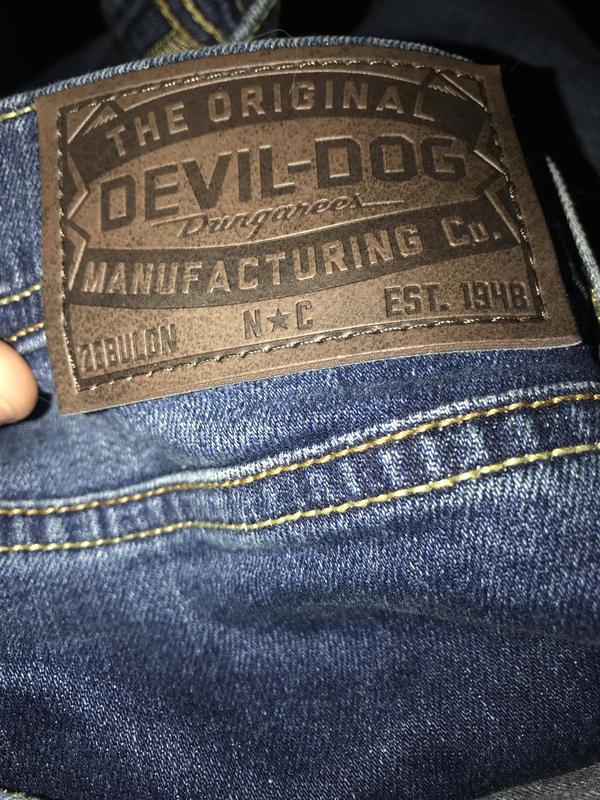 THE ORIGINAL
DEVIL-DOG
Dungarees
MANUFACTURING Co.
ZEBULON N★C EST. 1948